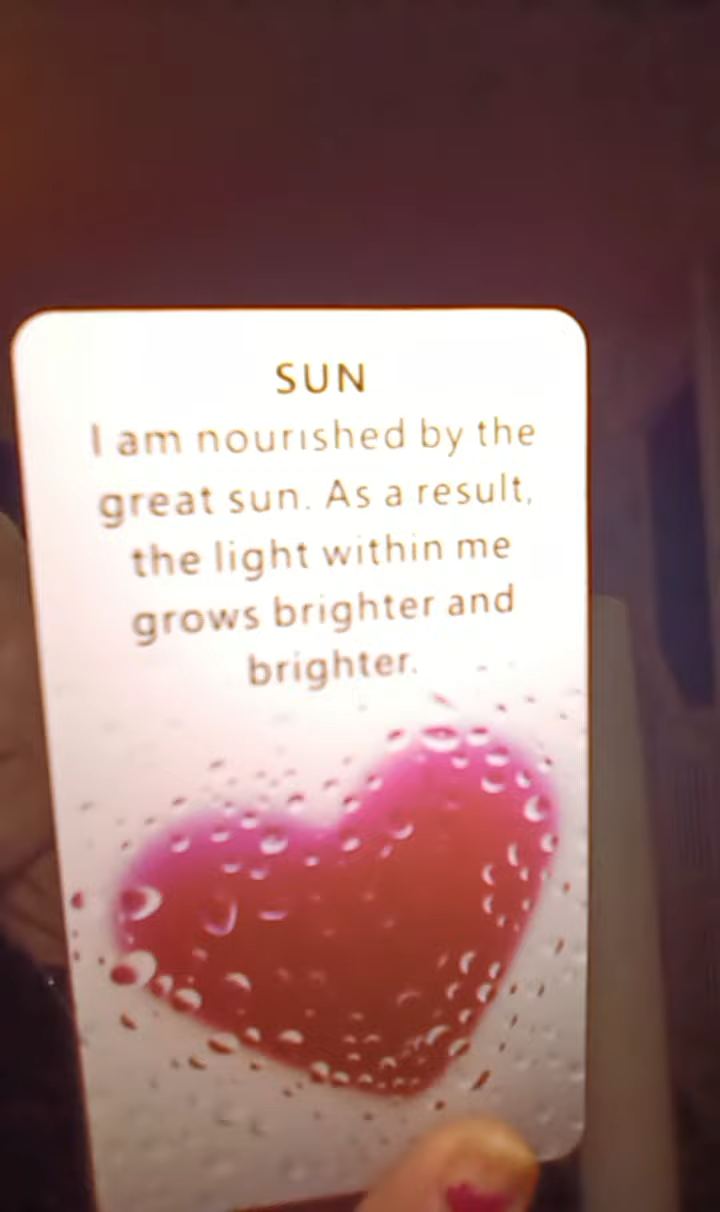 SUN
I am nourished by the
great sun. As a result,
the light within me
grows brighter and
brighter.